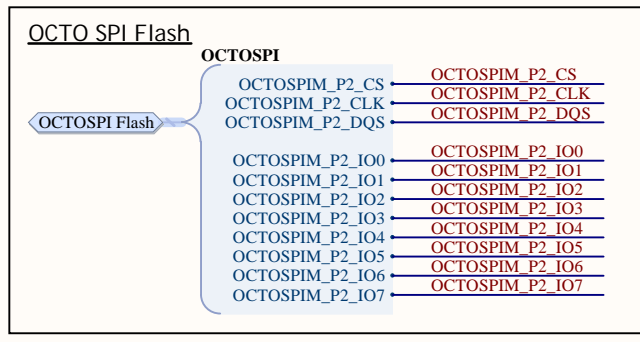 OCTO SPI Flash
OCTOSPI
OCTOSPIM_P2_CS OCTOSPIM_P2_CS
OCTOSPIM_P2_CLK OCTOSPIM_P2_CLK
OCTOSPI Flash OCTOSPIM_P2_DQS OCTOSPIM_P2_DQS
OCTOSPIM_P2_IO0 OCTOSPIM_P2_IO0
OCTOSPIM_P2_IO1 OCTOSPIM_P2_IO1
OCTOSPIM_P2_IO2 OCTOSPIM_P2_IO2
OCTOSPIM_P2_IO3 OCTOSPIM_P2_IO3
OCTOSPIM_P2_IO4 OCTOSPIM_P2_IO4
OCTOSPIM_P2_IO5 OCTOSPIM_P2_IO5
OCTOSPIM_P2_IO6 OCTOSPIM_P2_IO6
OCTOSPIM_P2_IO7 OCTOSPIM_P2_IO7